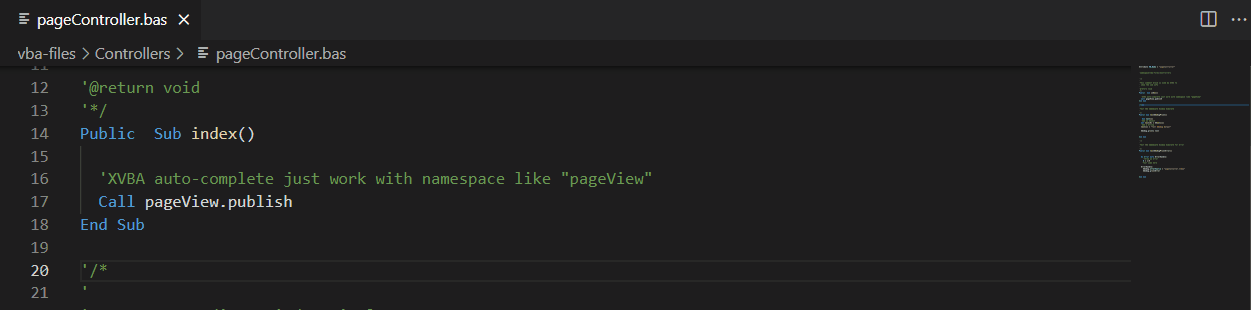 pageController.bas
vba-files > Controllers > pageController.bas
11
12 '@return void
13 '*/
14 Public  Sub index()
15
16 'XVBA auto-complete just work with namespace like "pageView"
17 Call pageView.publish
18 End Sub
19
20 '/*
21 '